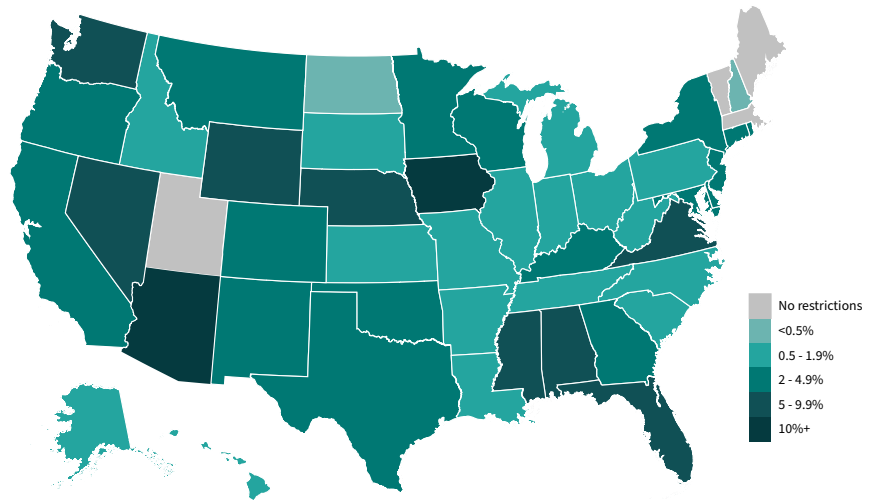 No restrictions
<0.5%
0.5 - 1.9%
2 - 4.9%
5 - 9.9%
10%+